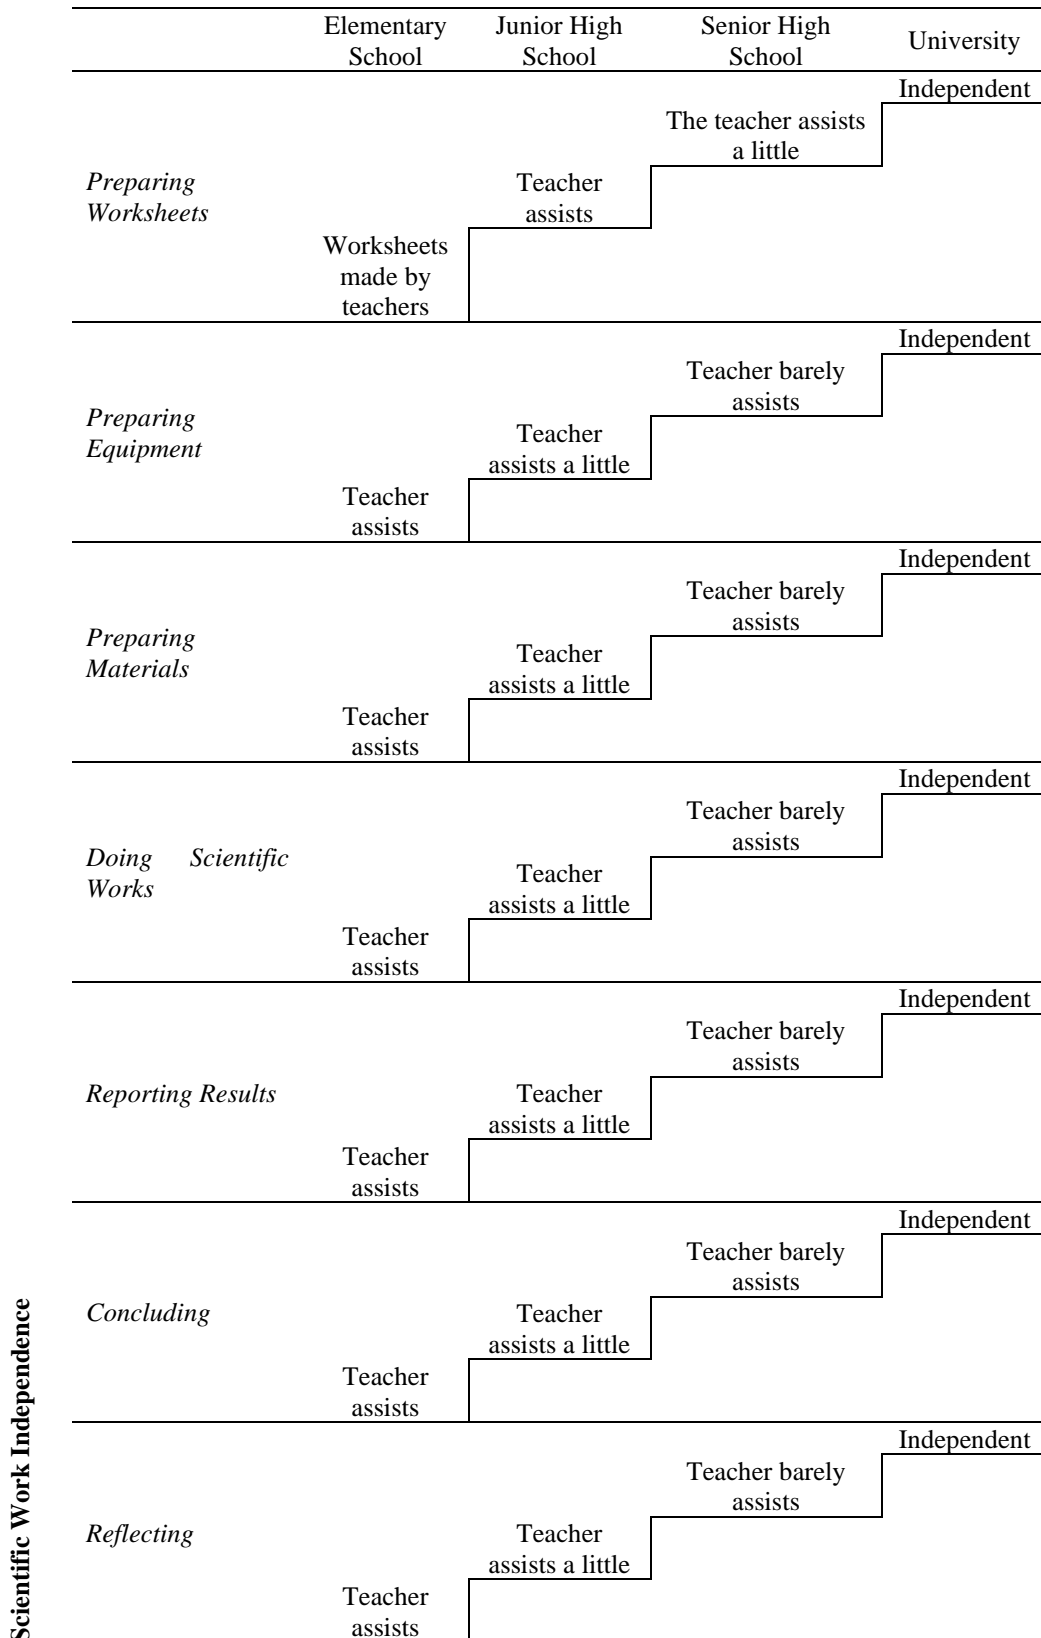 Elementary School
Junior High School
Senior High School
University
Preparing Worksheets
Independent
The teacher assists
a little
Teacher
assists
Worksheets
made by
teachers
Preparing
Equipment
Independent
Teacher barely
assists
Teacher
assists a little
Teacher
assists
Preparing
Materials
Independent
Teacher barely
assists
Teacher
assists a little
Teacher
assists
Doing Scientific
Works
Independent
Teacher barely
assists
Teacher
assists a little
Teacher
assists
Reporting Results
Independent
Teacher barely
assists
Teacher
assists a little
Teacher
assists
Concluding
Independent
Teacher barely
assists
Teacher
assists a little
Teacher
assists
Reflecting
Independent
Teacher barely
assists
Teacher
assists a little
Teacher
assists
Scientific Work Independence